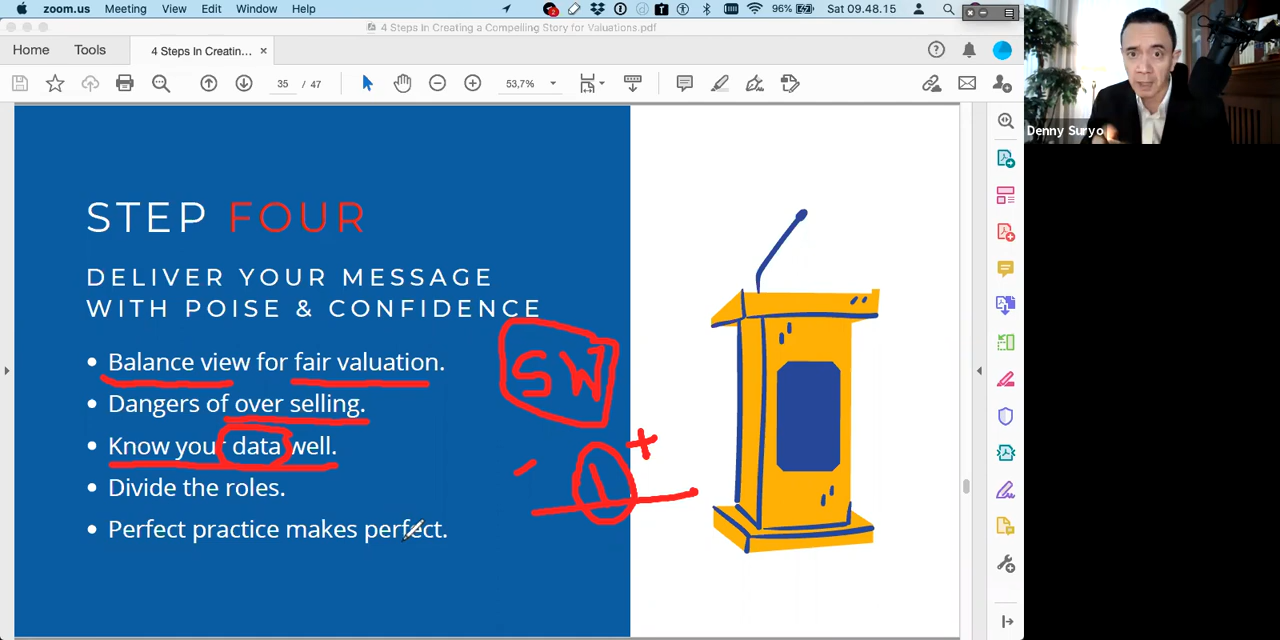 zoom.us Meeting View Edit Window Help 2 96% Sat 09.48.15
4 Steps In Creating a Compelling Story for Valuations.pdf
Home Tools 4 Steps In Creatin... ×
35 / 47 53,7%
Denny Suryo
STEP FOUR
DELIVER YOUR MESSAGE
WITH POISE & CONFIDENCE
SW
• Balance view for fair valuation.
• Dangers of over selling.
• Know your data well.
• Divide the roles.
• Perfect practice makes perfect.